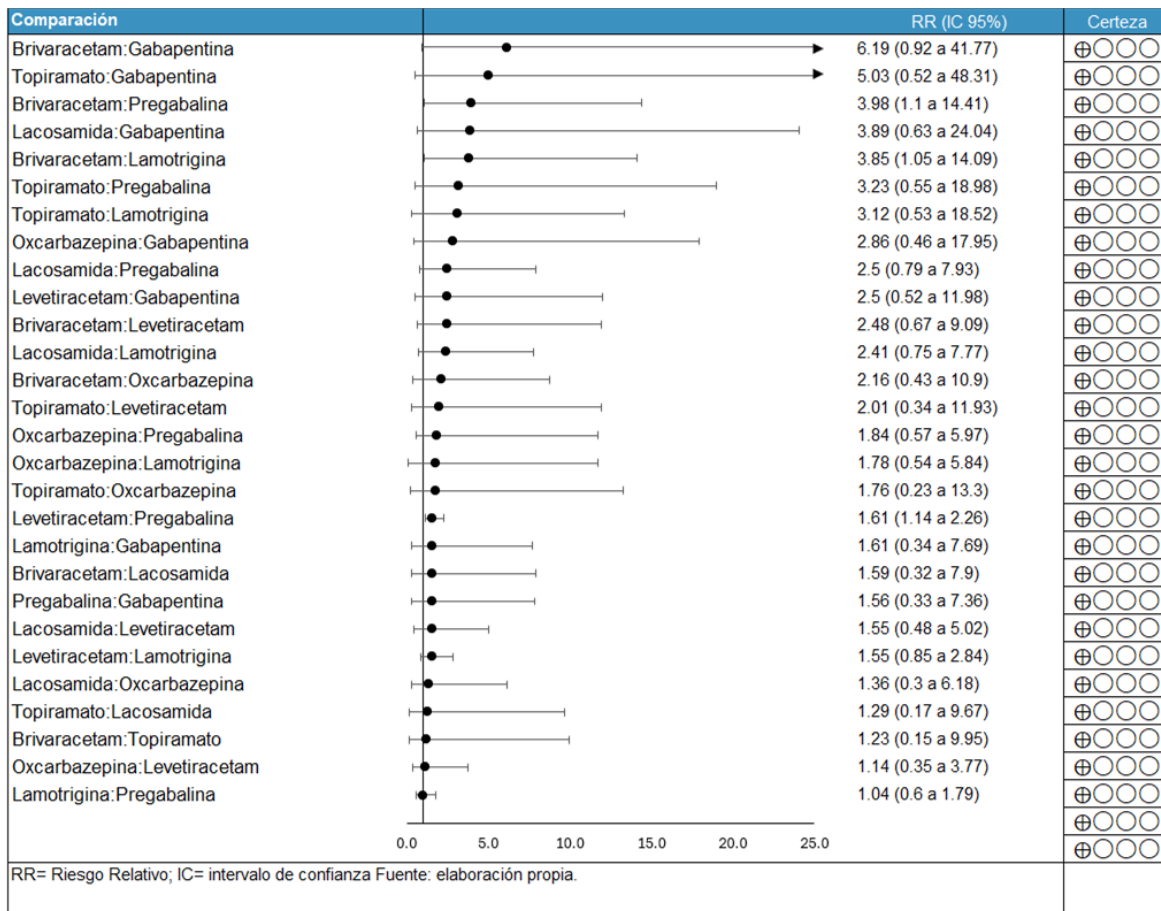 Comparación RR (IC 95%) Certeza
Brivaracetam:Gabapentina 6.19 (0.92 a 41.77) ⊕◯◯◯
Topiramato:Gabapentina 5.03 (0.52 a 48.31) ⊕◯◯◯
Brivaracetam:Pregabalina 3.98 (1.1 a 14.41) ⊕◯◯◯
Lacosamida:Gabapentina 3.89 (0.63 a 24.04) ⊕◯◯◯
Brivaracetam:Lamotrigina 3.85 (1.05 a 14.09) ⊕◯◯◯
Topiramato:Pregabalina 3.23 (0.55 a 18.98) ⊕◯◯◯
Topiramato:Lamotrigina 3.12 (0.53 a 18.52) ⊕◯◯◯
Oxcarbazepina:Gabapentina 2.86 (0.46 a 17.95) ⊕◯◯◯
Lacosamida:Pregabalina 2.5 (0.79 a 7.93) ⊕◯◯◯
Levetiracetam:Gabapentina 2.5 (0.52 a 11.98) ⊕◯◯◯
Brivaracetam:Levetiracetam 2.48 (0.67 a 9.09) ⊕◯◯◯
Lacosamida:Lamotrigina 2.41 (0.75 a 7.77) ⊕◯◯◯
Brivaracetam:Oxcarbazepina 2.16 (0.43 a 10.9) ⊕◯◯◯
Topiramato:Levetiracetam 2.01 (0.34 a 11.93) ⊕◯◯◯
Oxcarbazepina:Pregabalina 1.84 (0.57 a 5.97) ⊕◯◯◯
Oxcarbazepina:Lamotrigina 1.78 (0.54 a 5.84) ⊕◯◯◯
Topiramato:Oxcarbazepina 1.76 (0.23 a 13.3) ⊕◯◯◯
Levetiracetam:Pregabalina 1.61 (1.14 a 2.26) ⊕◯◯◯
Lamotrigina:Gabapentina 1.61 (0.34 a 7.69) ⊕◯◯◯
Brivaracetam:Lacosamida 1.59 (0.32 a 7.9) ⊕◯◯◯
Pregabalina:Gabapentina 1.56 (0.33 a 7.36) ⊕◯◯◯
Lacosamida:Levetiracetam 1.55 (0.48 a 5.02) ⊕◯◯◯
Levetiracetam:Lamotrigina 1.55 (0.85 a 2.84) ⊕◯◯◯
Lacosamida:Oxcarbazepina 1.36 (0.3 a 6.18) ⊕◯◯◯
Topiramato:Lacosamida 1.29 (0.17 a 9.67) ⊕◯◯◯
Brivaracetam:Topiramato 1.23 (0.15 a 9.95) ⊕◯◯◯
Oxcarbazepina:Levetiracetam 1.14 (0.35 a 3.77) ⊕◯◯◯
Lamotrigina:Pregabalina 1.04 (0.6 a 1.79) ⊕◯◯◯
⊕◯◯◯
0.0 5.0 10.0 15.0 20.0 25.0 ⊕◯◯◯
RR= Riesgo Relativo; IC= intervalo de confianza Fuente: elaboración propia.